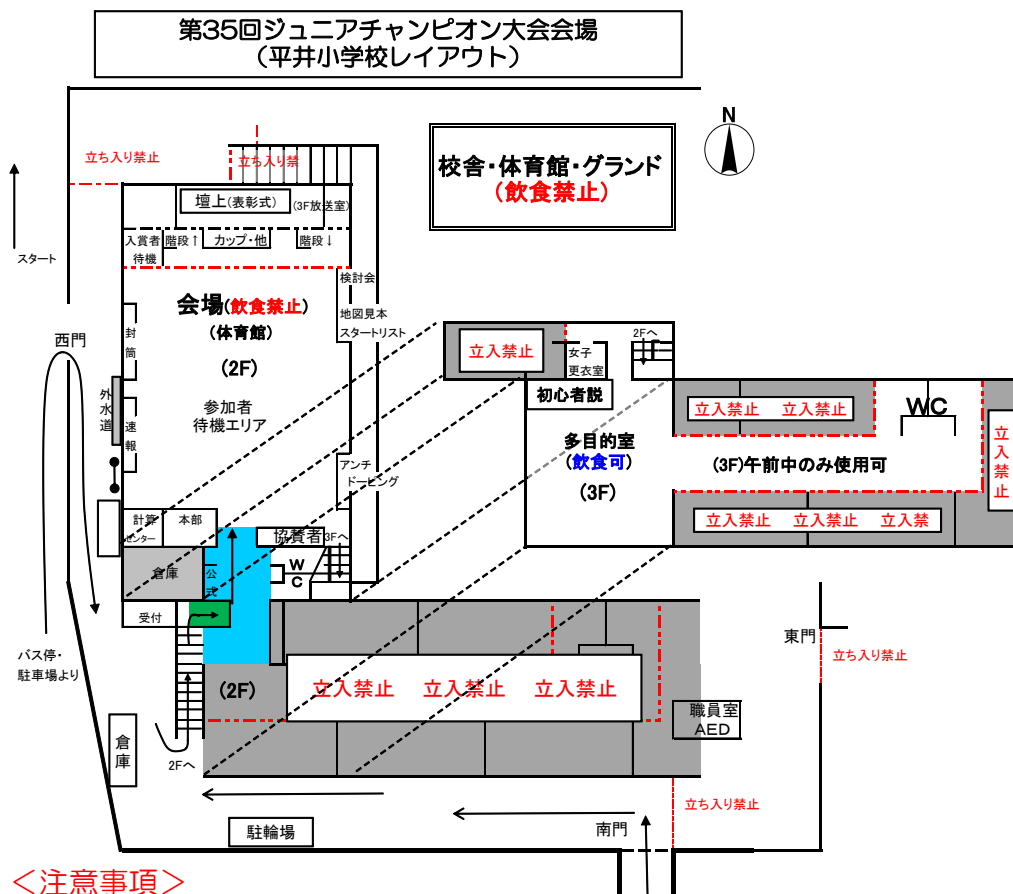 第35回ジュニアチャンピオン大会会場
(平井小学校レイアウト)
N
校舎・体育館・グランド
(飲食禁止)
立ち入り禁止
立ち入り禁
壇上(表彰式)
(3F放送室)
スタート
入賞者
待機
階段↑
カップ・他
階段↓
検討会
会場(飲食禁止)
(体育館)
(2F)
地図見本
スタートリスト
西門
封筒
外水道
速報
参加者
待機エリア
アンチ
ドーピング
立入禁止
女子
更衣室
2Fへ
初心者説
多目的室
(飲食可)
(3F)
立入禁止 立入禁止
WC
立入禁止
(3F)午前中のみ使用可
立入禁止 立入禁止 立入禁
計算
センター
本部
協賛者
3Fへ
倉庫
公式
WC
受付
バス停・
駐車場より
(2F)
立入禁止 立入禁止 立入禁止
東門
立ち入り禁止
職員室
AED
倉庫
2Fへ
立ち入り禁止
駐輪場
南門
<注意事項>